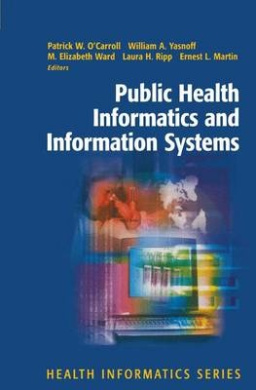 Patrick W. O'Carroll William A. Yasnoff
M. Elizabeth Ward Laura H. Ripp Ernest L. Martin
Editors
Public Health
Informatics and
Information Systems
HEALTH INFORMATICS SERIES